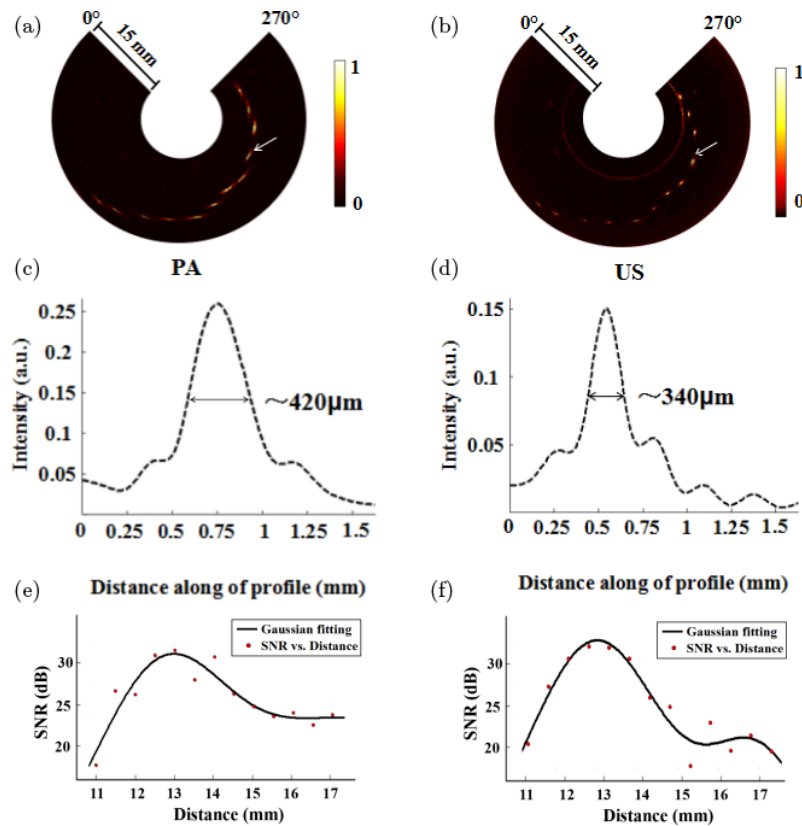 (a)
0°
270°
15 mm
1
0
(b)
0°
270°
15 mm
1
0
(c)
PA
0.25
0.2
0.15
0.1
0.05
Intensity (a.u.)
～420μm
0
0.25
0.5
0.75
1
1.25
1.5
Distance along of profile (mm)
(d)
US
0.15
0.1
0.05
Intensity (a.u.)
～340μm
0
0.25
0.5
0.75
1
1.25
1.5
Distance along of profile (mm)
(e)
Gaussian fitting
SNR vs. Distance
30
25
20
SNR (dB)
11 12 13 14 15 16 17
Distance (mm)
(f)
Gaussian fitting
SNR vs. Distance
30
25
20
SNR (dB)
11 12 13 14 15 16 17
Distance (mm)